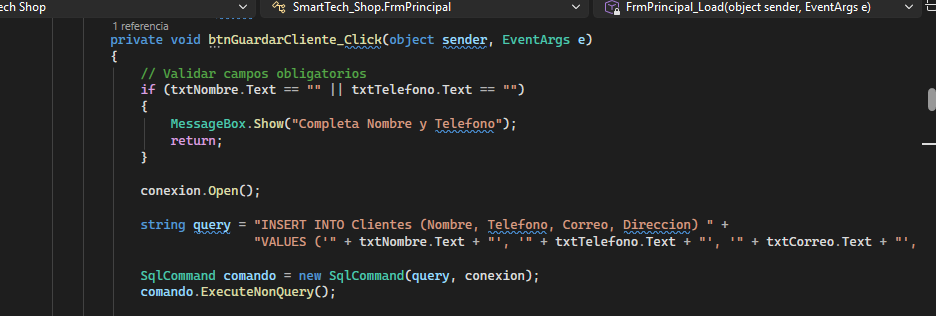 ech Shop SmartTech_Shop.FrmPrincipal FrmPrincipal_Load(object sender, EventArgs e)
1 referencia
private void btnGuardarCliente_Click(object sender, EventArgs e)
{
// Validar campos obligatorios
if (txtNombre.Text == "" || txtTelefono.Text == "")
{
MessageBox.Show("Completa Nombre y Telefono");
return;
}
conexion.Open();
string query = "INSERT INTO Clientes (Nombre, Telefono, Correo, Direccion) " +
"VALUES ('" + txtNombre.Text + "', '" + txtTelefono.Text + "', '" + txtCorreo.Text + "',
SqlCommand comando = new SqlCommand(query, conexion);
comando.ExecuteNonQuery();